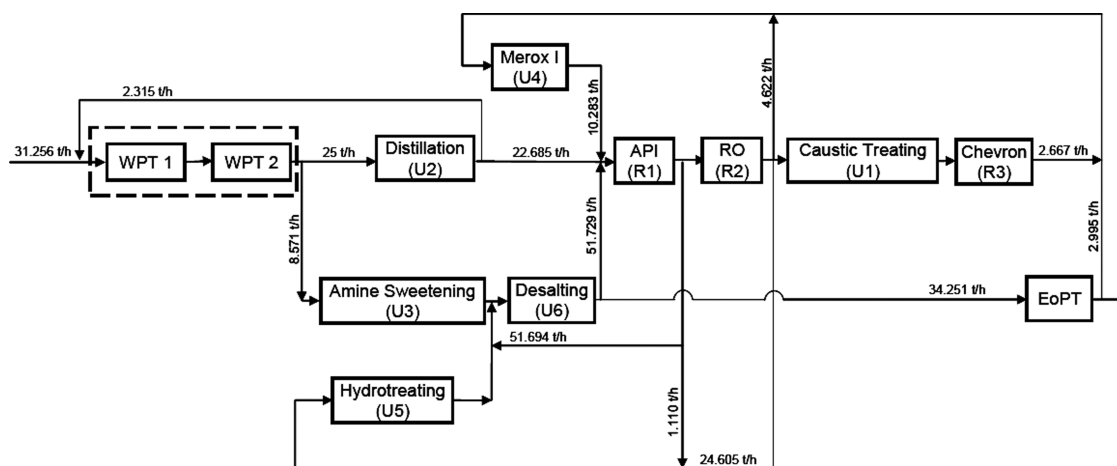 Merox I
(U4)
4.622 t/h
2.315 t/h
10.283 t/h
31.256 t/h
WPT 1
WPT 2
25 t/h
Distillation
(U2)
22.685 t/h
API
(R1)
RO
(R2)
Caustic Treating
(U1)
Chevron
(R3)
2.667 t/h
8.571 t/h
51.729 t/h
2.995 t/h
Amine Sweetening
(U3)
Desalting
(U6)
34.251 t/h
EoPT
51.694 t/h
Hydrotreating
(U5)
1.110 t/h
24.605 t/h